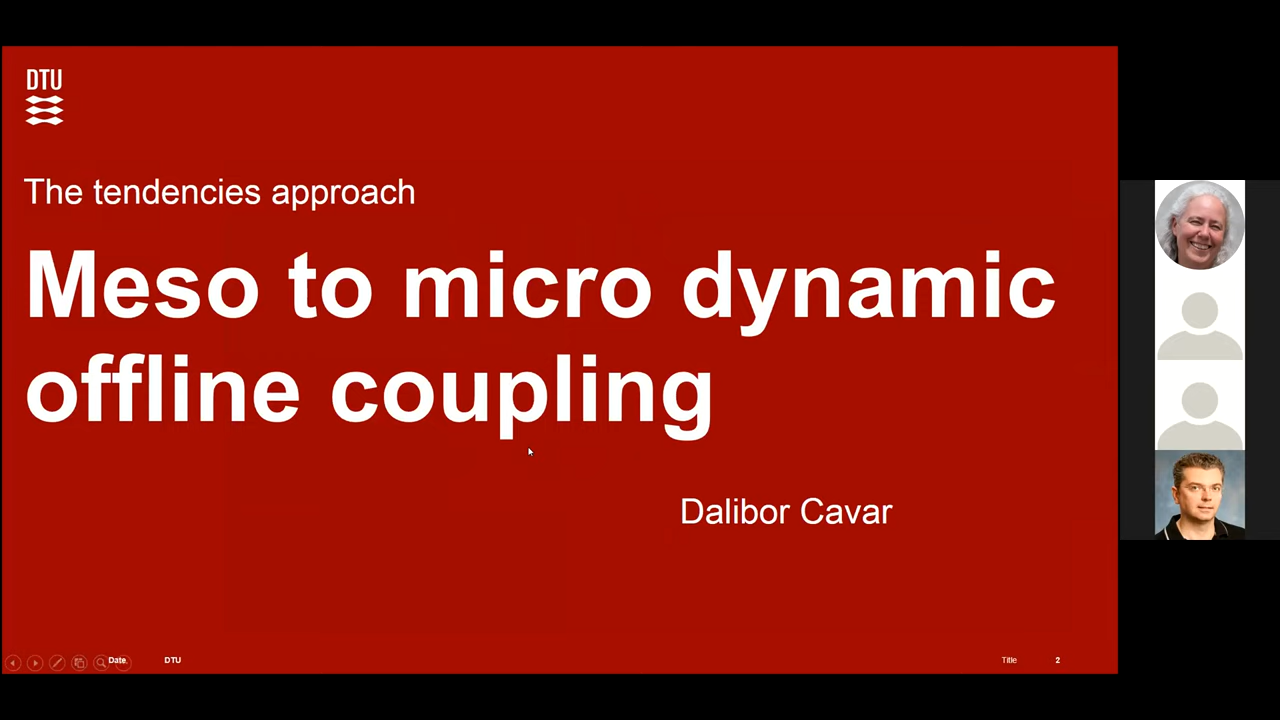 DTU
The tendencies approach
Meso to micro dynamic
offline coupling
Dalibor Cavar
Date
DTU
Title
2